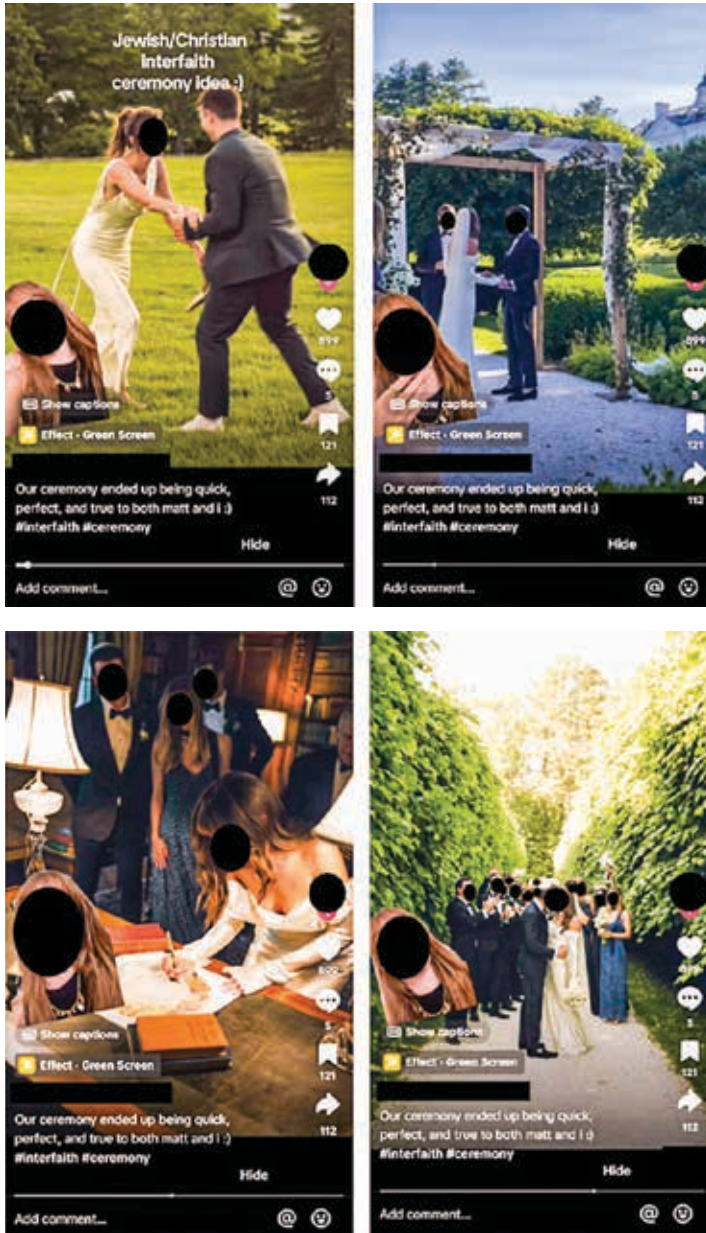 Jewish/Christian
interfaith
ceremony idea :)
899
5
Show captions
Effect - Green Screen
121
112
Our ceremony ended up being quick,
perfect, and true to both matt and i :)
#interfaith #ceremony
Hide
Add comment...
899
5
Show captions
Effect - Green Screen
121
112
Our ceremony ended up being quick,
perfect, and true to both matt and i :)
#interfaith #ceremony
Hide
Add comment...
5
Show captions
Effect - Green Screen
121
112
Our ceremony ended up being quick,
perfect, and true to both matt and i :)
#interfaith #ceremony
Hide
Add comment...
5
Show captions
Effect - Green Screen
121
112
Our ceremony ended up being quick,
perfect, and true to both matt and i :)
#interfaith #ceremony
Hide
Add comment...